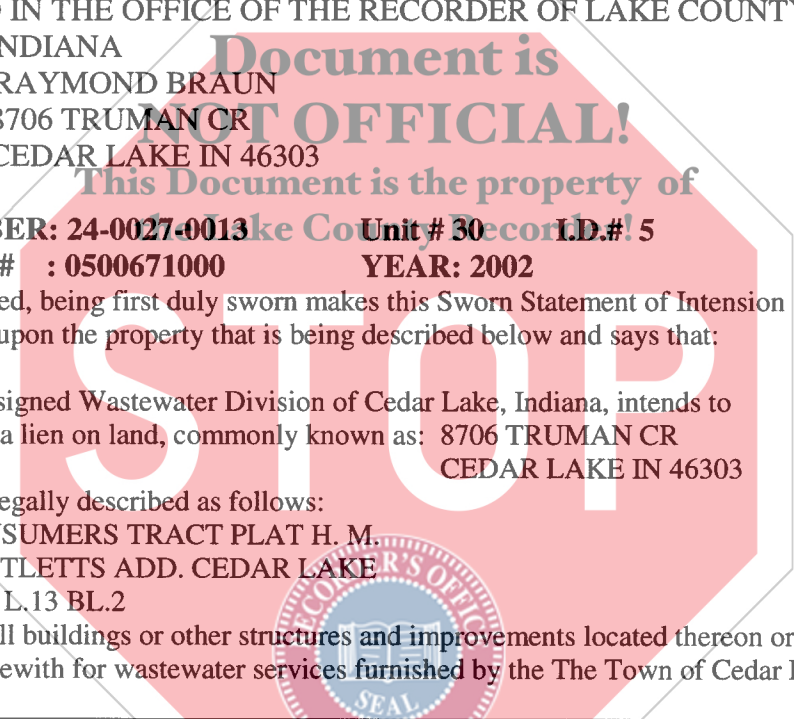 IN THE OFFICE OF THE RECORDER OF LAKE COUNTY
NDIANA
Document is
RAYMOND BRAUN
8706 TRUMAN CR
NOT OFFICIAL!
CEDAR LAKE IN 46303
This Document is the property of
BER: 24-0027-0013 Unit # 30 I.D.# 5
the Lake County Recorder!
# : 0500671000 YEAR: 2002
ed, being first duly sworn makes this Sworn Statement of Intension
upon the property that is being described below and says that:
STOP
signed Wastewater Division of Cedar Lake, Indiana, intends to
a lien on land, commonly known as: 8706 TRUMAN CR
CEDAR LAKE IN 46303
egally described as follows:
SUMERS TRACT PLAT H. M.
TLETTS ADD. CEDAR LAKE
L.13 BL.2
RECORDER'S OFFICE
ll buildings or other structures and improvements located thereon or
ewith for wastewater services furnished by the The Town of Cedar
SEAL